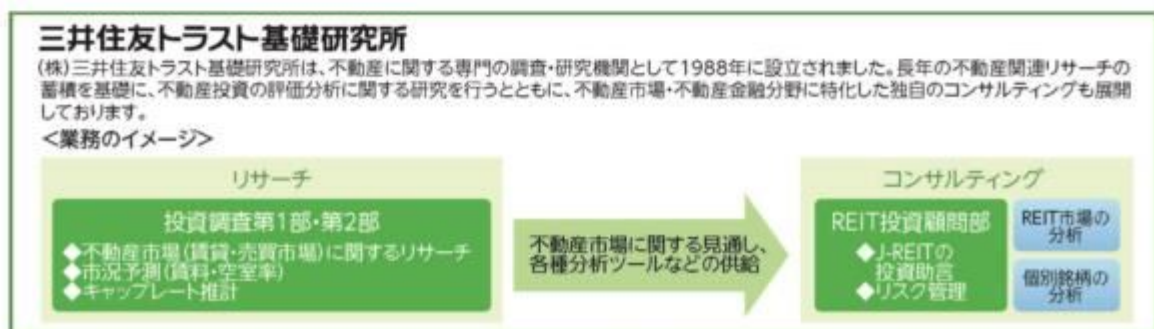 三井住友トラスト基礎研究所
(株)三井住友トラスト基礎研究所は、不動産に関する専門の調査・研究機関として1988年に設立されました。長年の不動産関連リサーチの
蓄積を基礎に、不動産投資の評価分析に関する研究を行うとともに、不動産市場・不動産金融分野に特化した独自のコンサルティングも展開
しております。
<業務のイメージ>
リサーチ
投資調査第1部・第2部
◆不動産市場(賃貸・売買市場)に関するリサーチ
◆市況予測(賃料・空室率)
◆キャップレート推計
不動産市場に関する見通し、
各種分析ツールなどの供給
コンサルティング
REIT投資顧問部
◆J-REITの
投資助言
◆リスク管理
REIT市場の
分析
個別銘柄の
分析